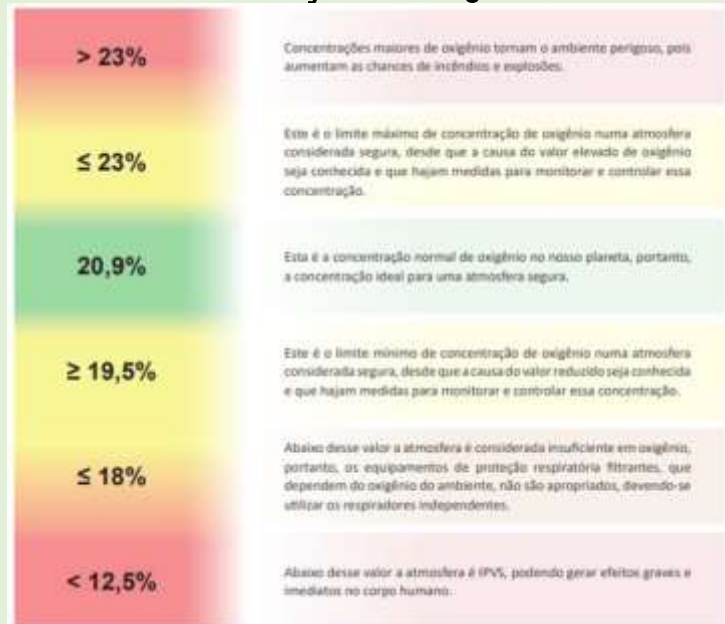 > 23%
Concentrações maiores de oxigênio tornam o ambiente perigoso, pois
aumentam as chances de incêndios e explosões.
≤ 23%
Este é o limite máximo de concentração de oxigênio numa atmosfera
considerada segura, desde que a causa do valor elevado de oxigênio
seja conhecida e que hajam medidas para monitorar e controlar essa
concentração.
20,9%
Esta é a concentração normal de oxigênio no nosso planeta, portanto,
a concentração ideal para uma atmosfera segura.
≥ 19,5%
Este é o limite mínimo de concentração de oxigênio numa atmosfera
considerada segura, desde que a causa do valor reduzido seja conhecida
e que hajam medidas para monitorar e controlar essa concentração.
≤ 18%
Abaixo desse valor a atmosfera é considerada insuficiente em oxigênio,
portanto, os equipamentos de proteção respiratória filtrantes, que
dependem do oxigênio do ambiente, não são apropriados, devendo-se
utilizar os respiradores independentes.
< 12,5%
Abaixo desse valor a atmosfera é IPVS, podendo gerar efeitos graves e
imediatos no corpo humano.